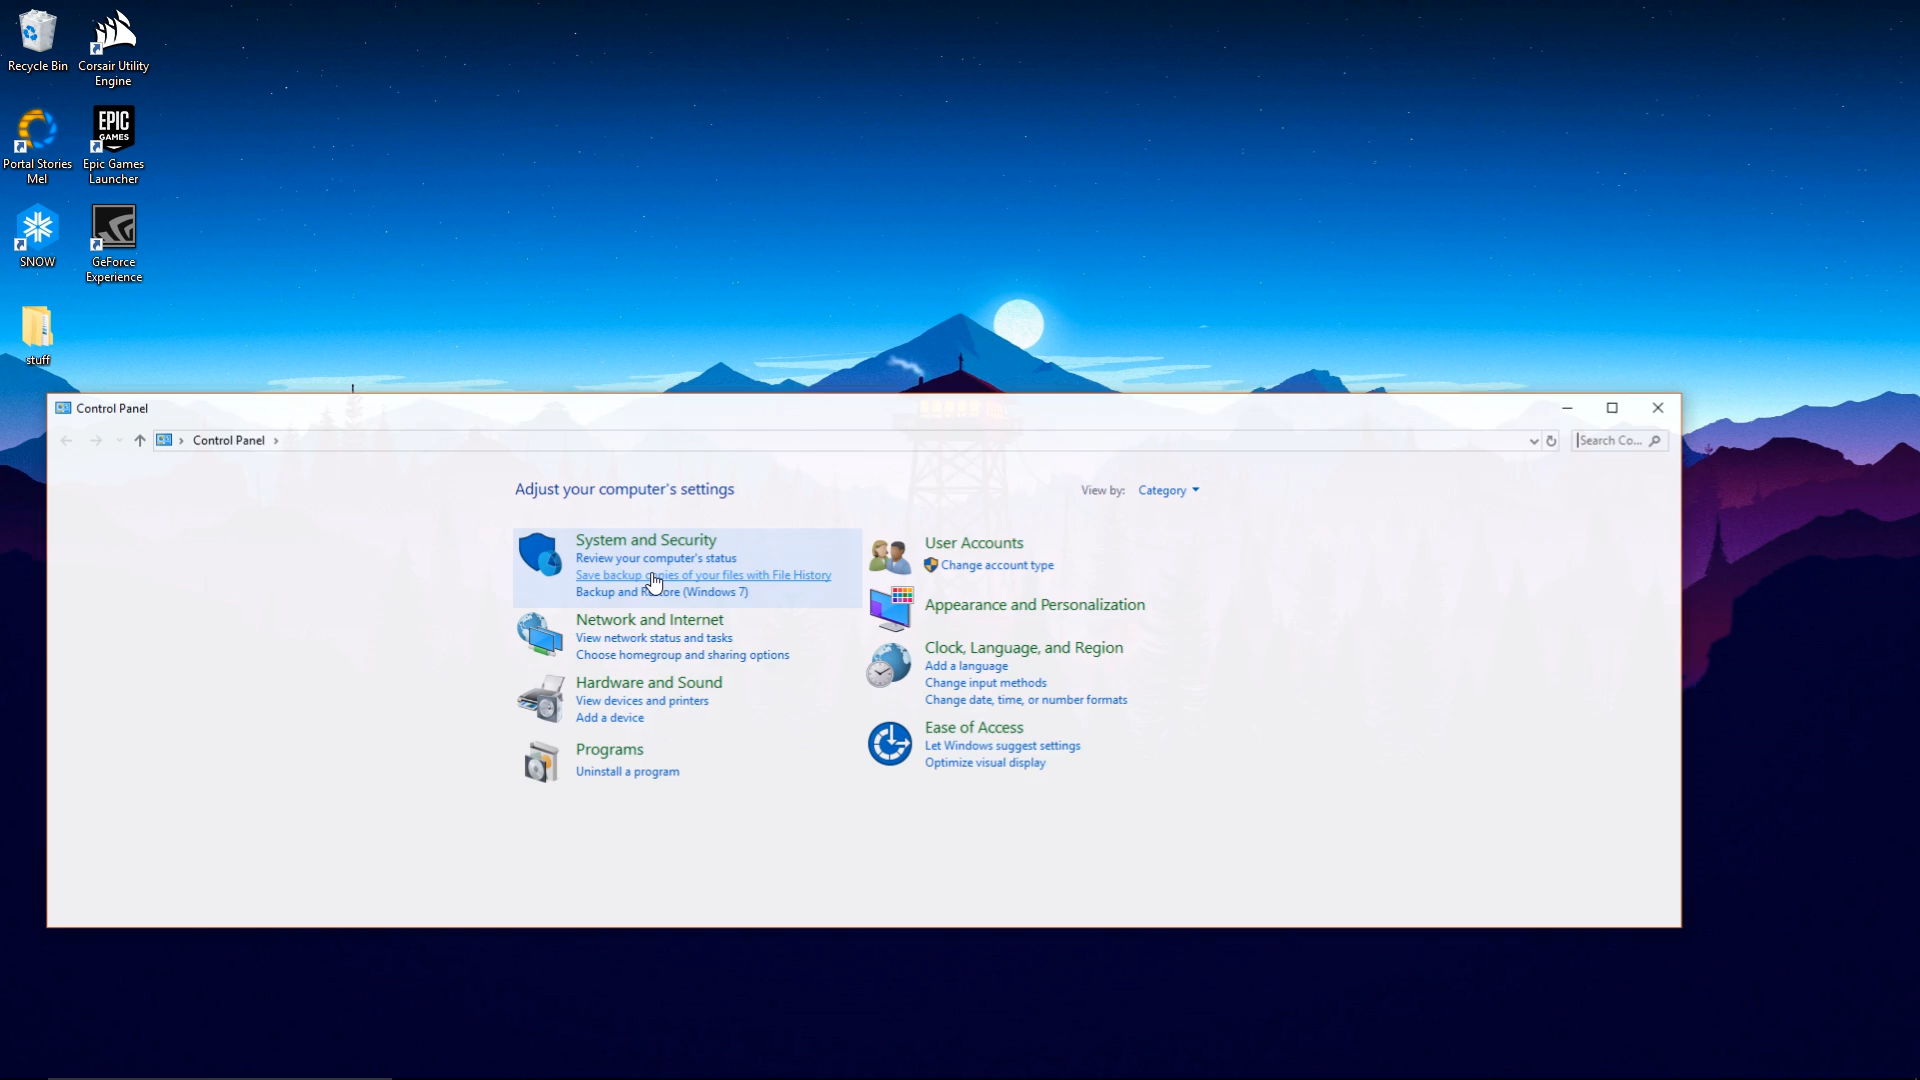 Recycle Bin
Corsair Utility
Engine
Portal Stories
Mel
EPIC
GAMES
Epic Games
Launcher
SNOW
GeForce
Experience
stuff
Control Panel
Control Panel
Search Co...
Adjust your computer's settings
View by: Category
System and Security
Review your computer's status
Save backup copies of your files with File History
Backup and Restore (Windows 7)
Network and Internet
View network status and tasks
Choose homegroup and sharing options
Hardware and Sound
View devices and printers
Add a device
Programs
Uninstall a program
User Accounts
Change account type
Appearance and Personalization
Clock, Language, and Region
Add a language
Change input methods
Change date, time, or number formats
Ease of Access
Let Windows suggest settings
Optimize visual display